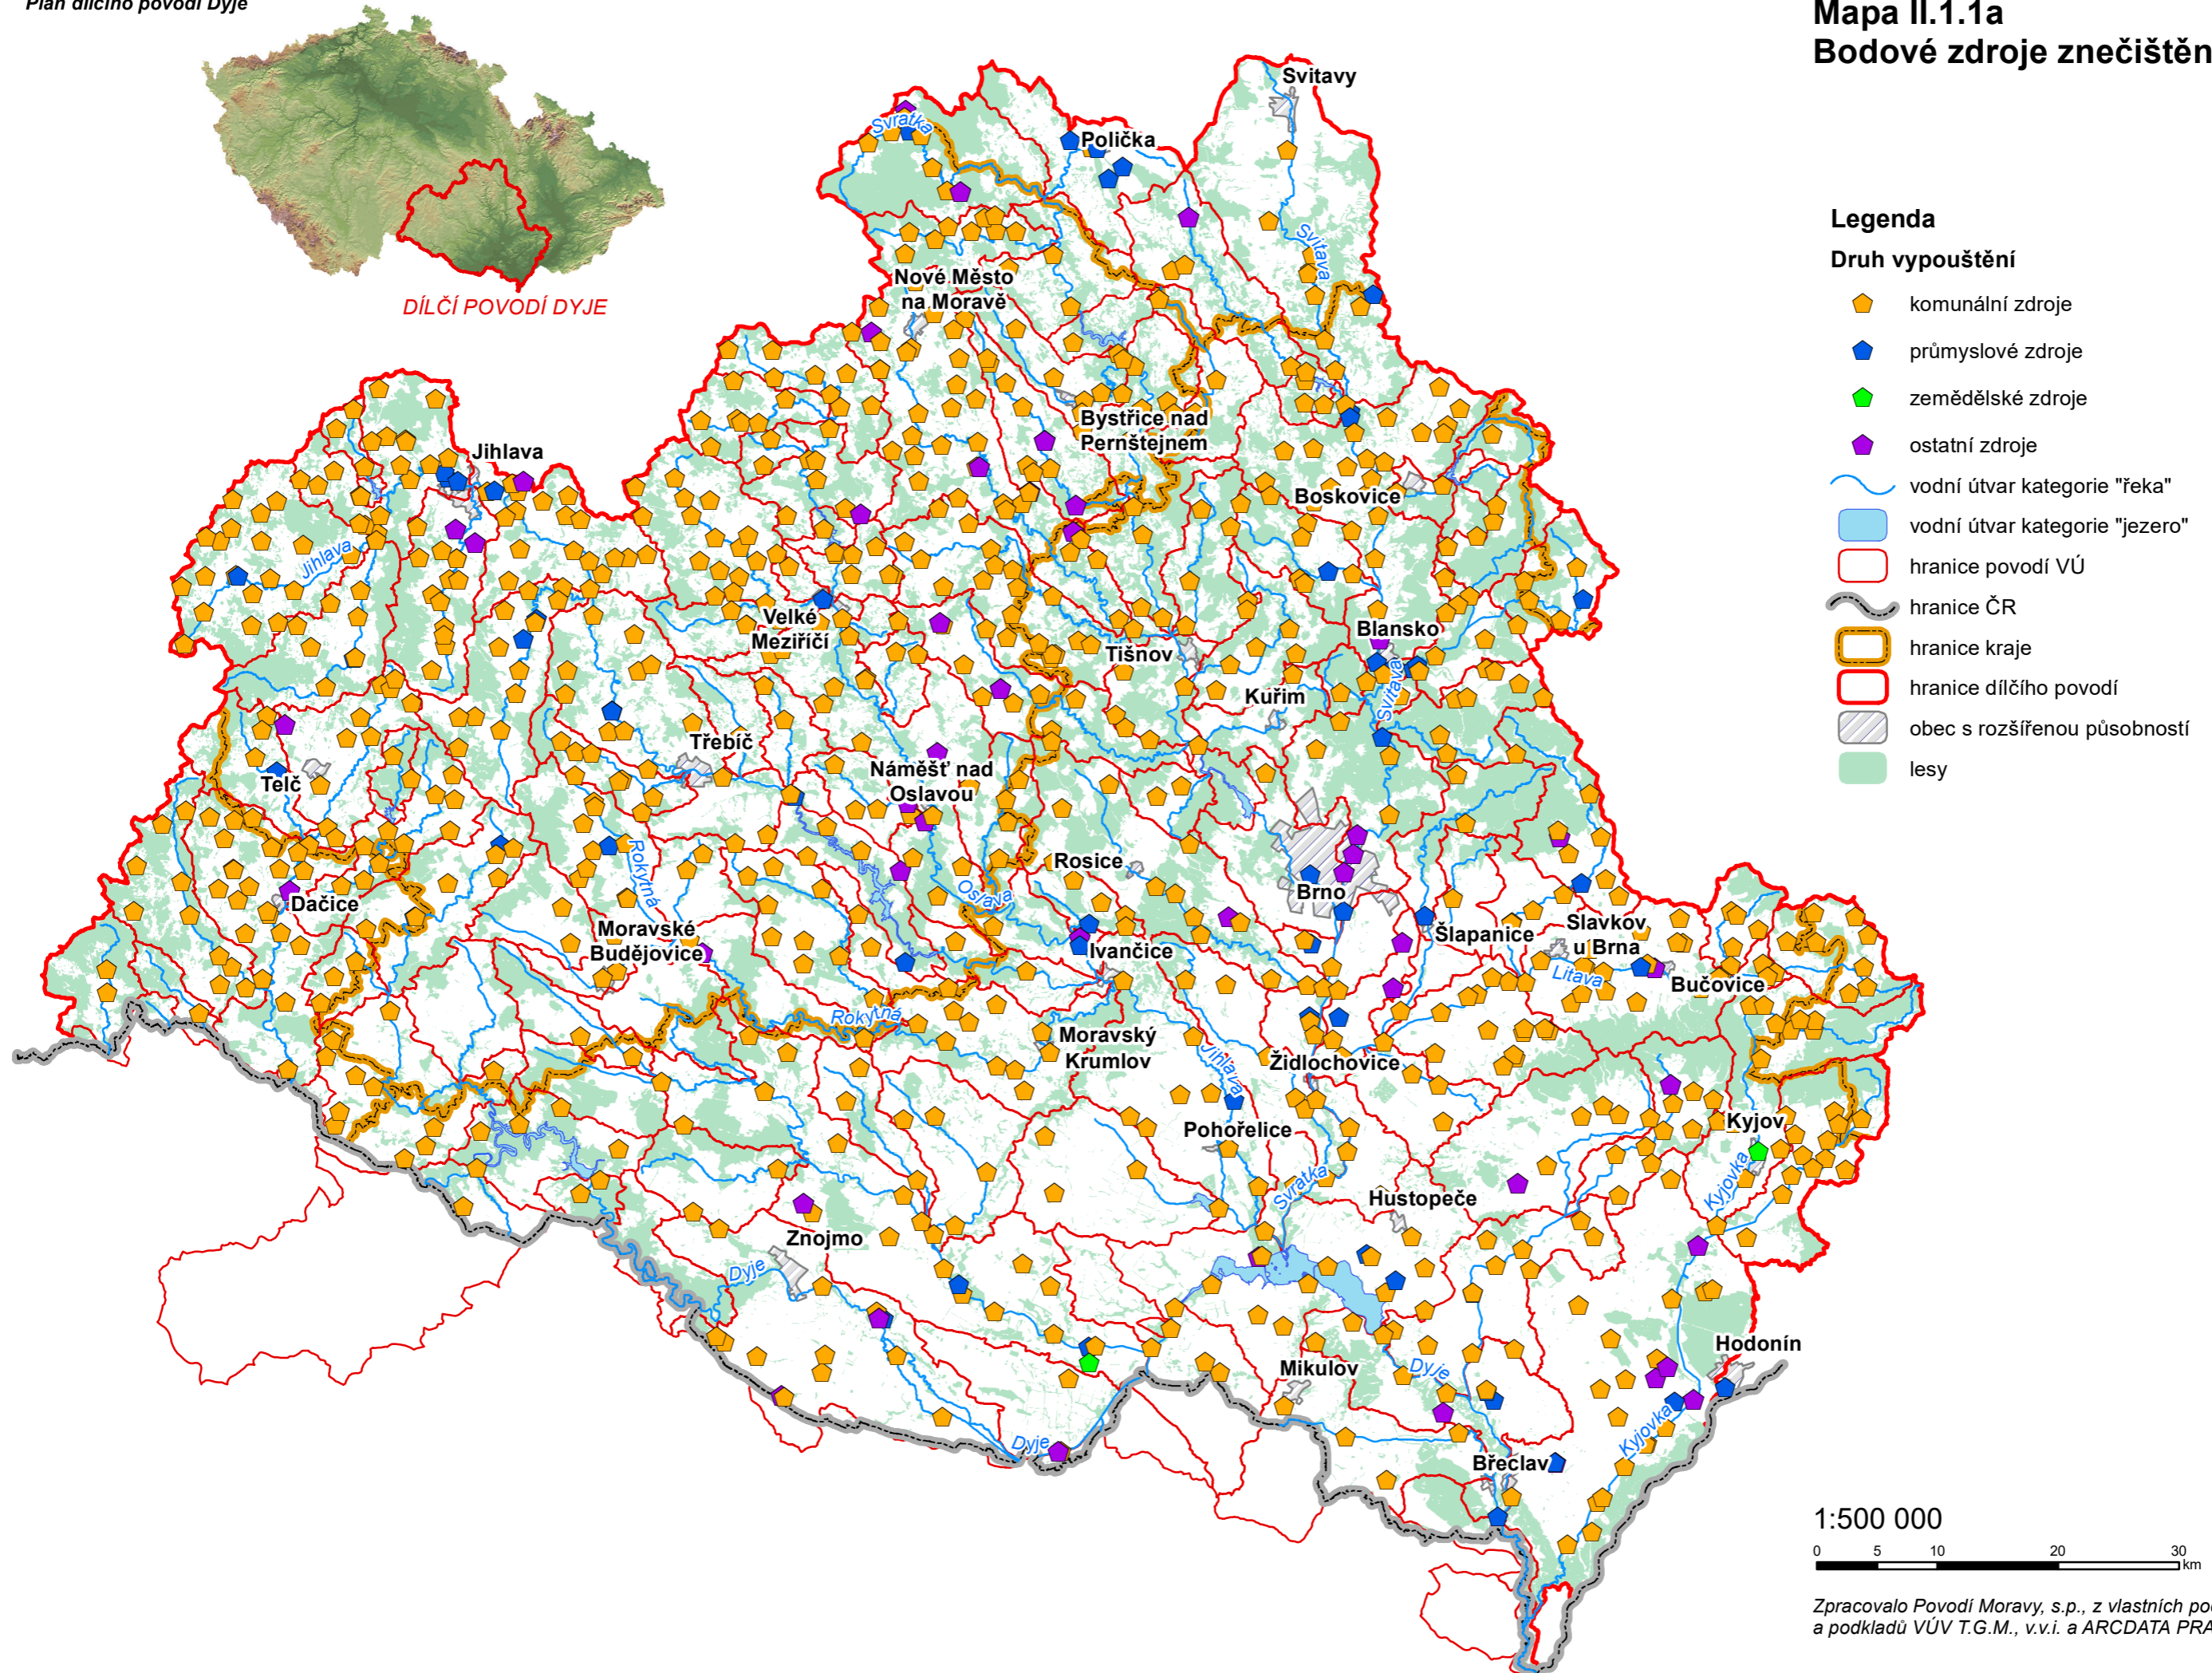 Plán dílčího povodí Dyje
Mapa II.1.1a
Bodové zdroje znečištěn
DÍLČÍ POVODÍ DYJE
Legenda
Druh vypouštění
komunální zdroje
průmyslové zdroje
zemědělské zdroje
ostatní zdroje
vodní útvar kategorie "řeka"
vodní útvar kategorie "jezero"
hranice povodí VÚ
hranice ČR
hranice kraje
hranice dílčího povodí
obec s rozšířenou působností
lesy
Svitavy
Svratka
Polička
Svitava
Nové Město
na Moravě
Bystřice nad
Pernštejnem
Jihlava
Boskovice
Jihlava
Velké
Meziříčí
Blansko
Tišnov
Svitava
Kuřim
Třebíč
Náměšť nad
Oslavou
Telč
Rokytná
Rosice
Oslava
Brno
Dačice
Moravské
Budějovice
Ivančice
Šlapanice
Slavkov
u Brna
Litava
Bučovice
Rokytná
Moravský
Krumlov
Jihlava
Židlochovice
Pohořelice
Kyjov
Kyjovka
Svratka
Hustopeče
Znojmo
Dyje
Hodonín
Mikulov
Dyje
Kyjovka
Dyje
Břeclav
1:500 000
0 5 10 20 30
km
Zpracovalo Povodí Moravy, s.p., z vlastních po
a podkladů VÚV T.G.M., v.v.i. a ARCDATA PRA